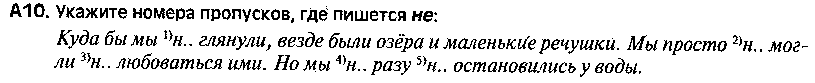 А10. Укажите номера пропусков, где пишется не:
Куда бы мы ¹⁾н.. глянули, везде были озёра и маленькие речушки. Мы просто ²⁾н.. мог-
ли ³⁾н.. любоваться ими. Но мы ⁴⁾н.. разу ⁵⁾н.. остановились у воды.